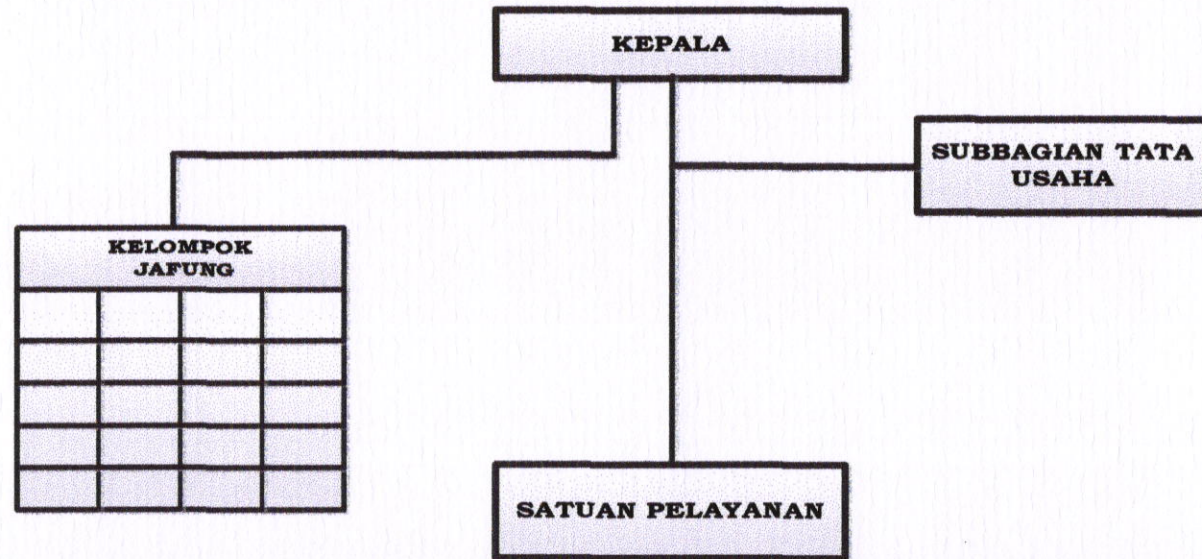 KEPALA
SUBBAGIAN TATA
USAHA
KELOMPOK
JAFUNG
SATUAN PELAYANAN